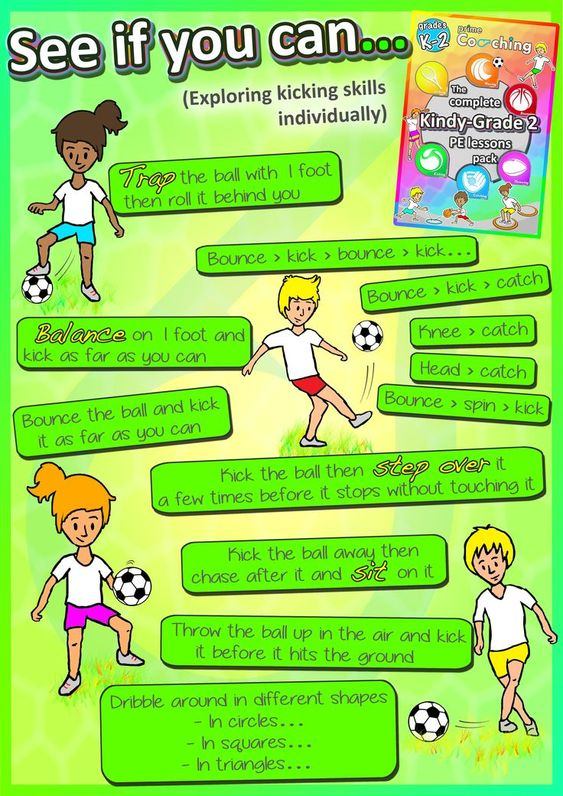 See if you can...
(Exploring kicking skills
individually)
grades
K-2
prime
Coaching
The
complete
Kindy-Grade 2
PE lessons
pack
Trap the ball with 1 foot
then roll it behind you
Bounce > kick > bounce > kick...
Bounce > kick > catch
Balance on 1 foot and
kick as far as you can
Knee > catch
Head > catch
Bounce > spin > kick
Bounce the ball and kick
it as far as you can
Kick the ball then step over it
a few times before it stops without touching it
Kick the ball away then
chase after it and sit on it
Throw the ball up in the air and kick
it before it hits the ground
Dribble around in different shapes
- In circles...
- In squares...
- In triangles...